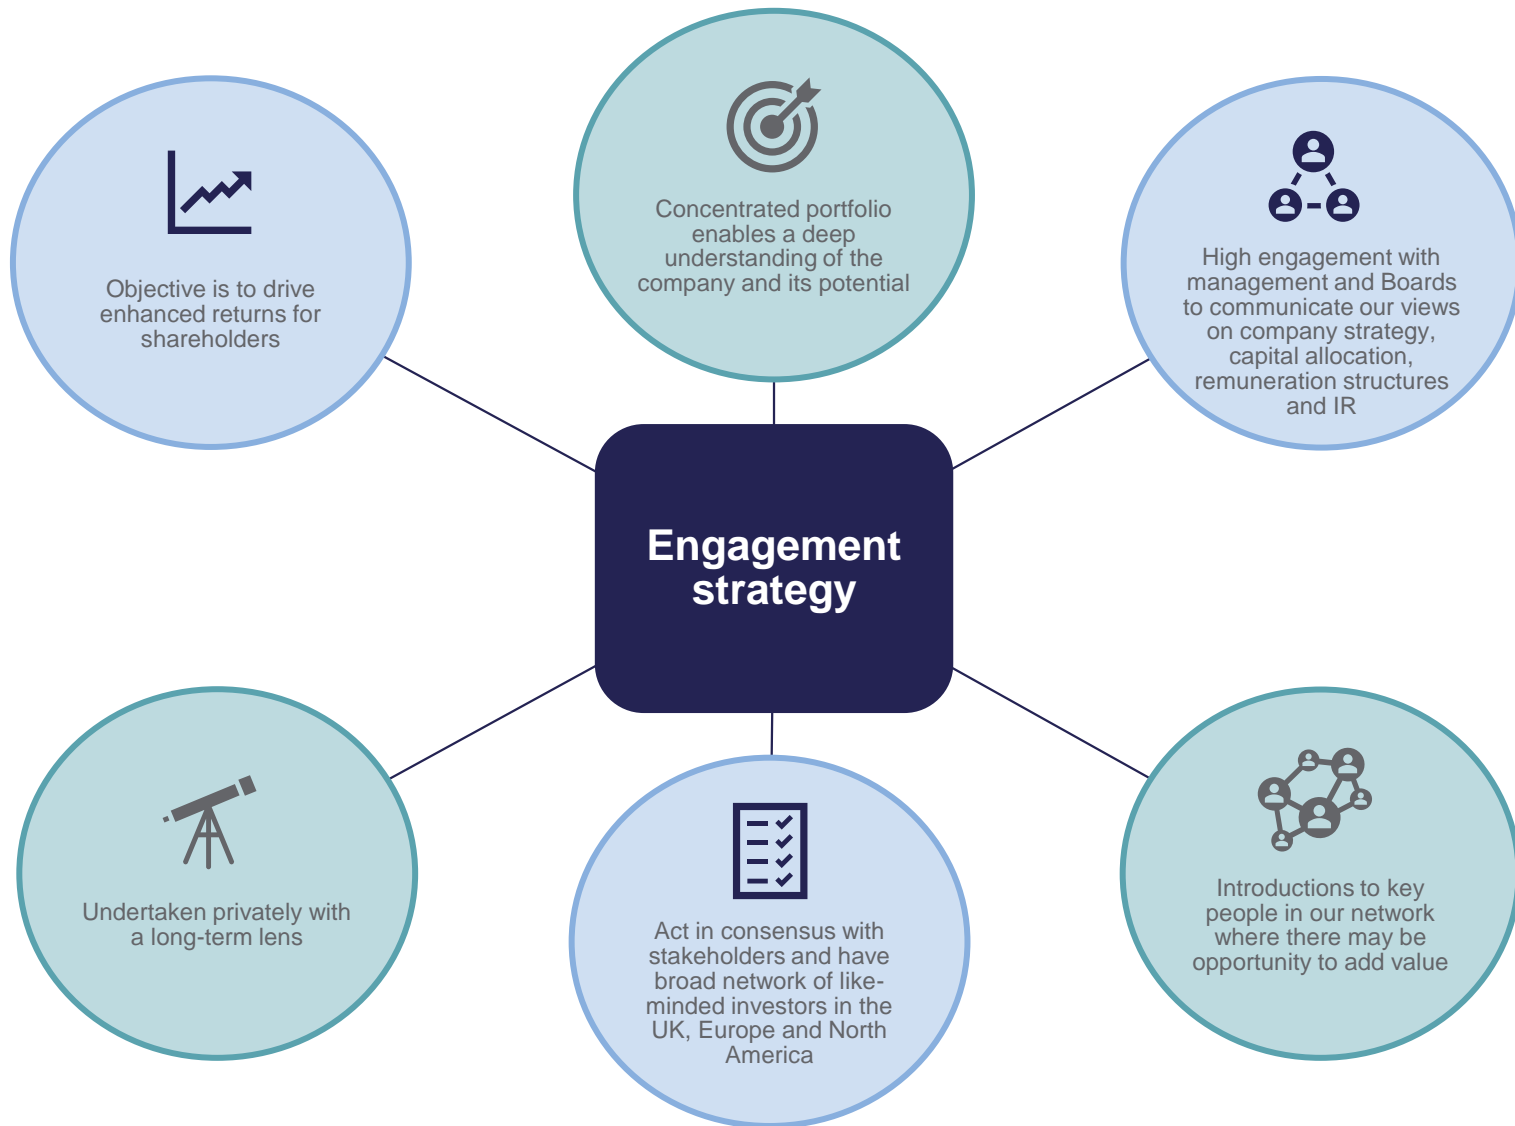 Objective is to drive
enhanced returns for
shareholders
Concentrated portfolio
enables a deep
understanding of the
company and its potential
High engagement with
management and Boards
to communicate our views
on company strategy,
capital allocation,
remuneration structures
and IR
Engagement
strategy
Undertaken privately with
a long-term lens
Act in consensus with
stakeholders and have
broad network of like-
minded investors in the
UK, Europe and North
America
Introductions to key
people in our network
where there may be
opportunity to add value